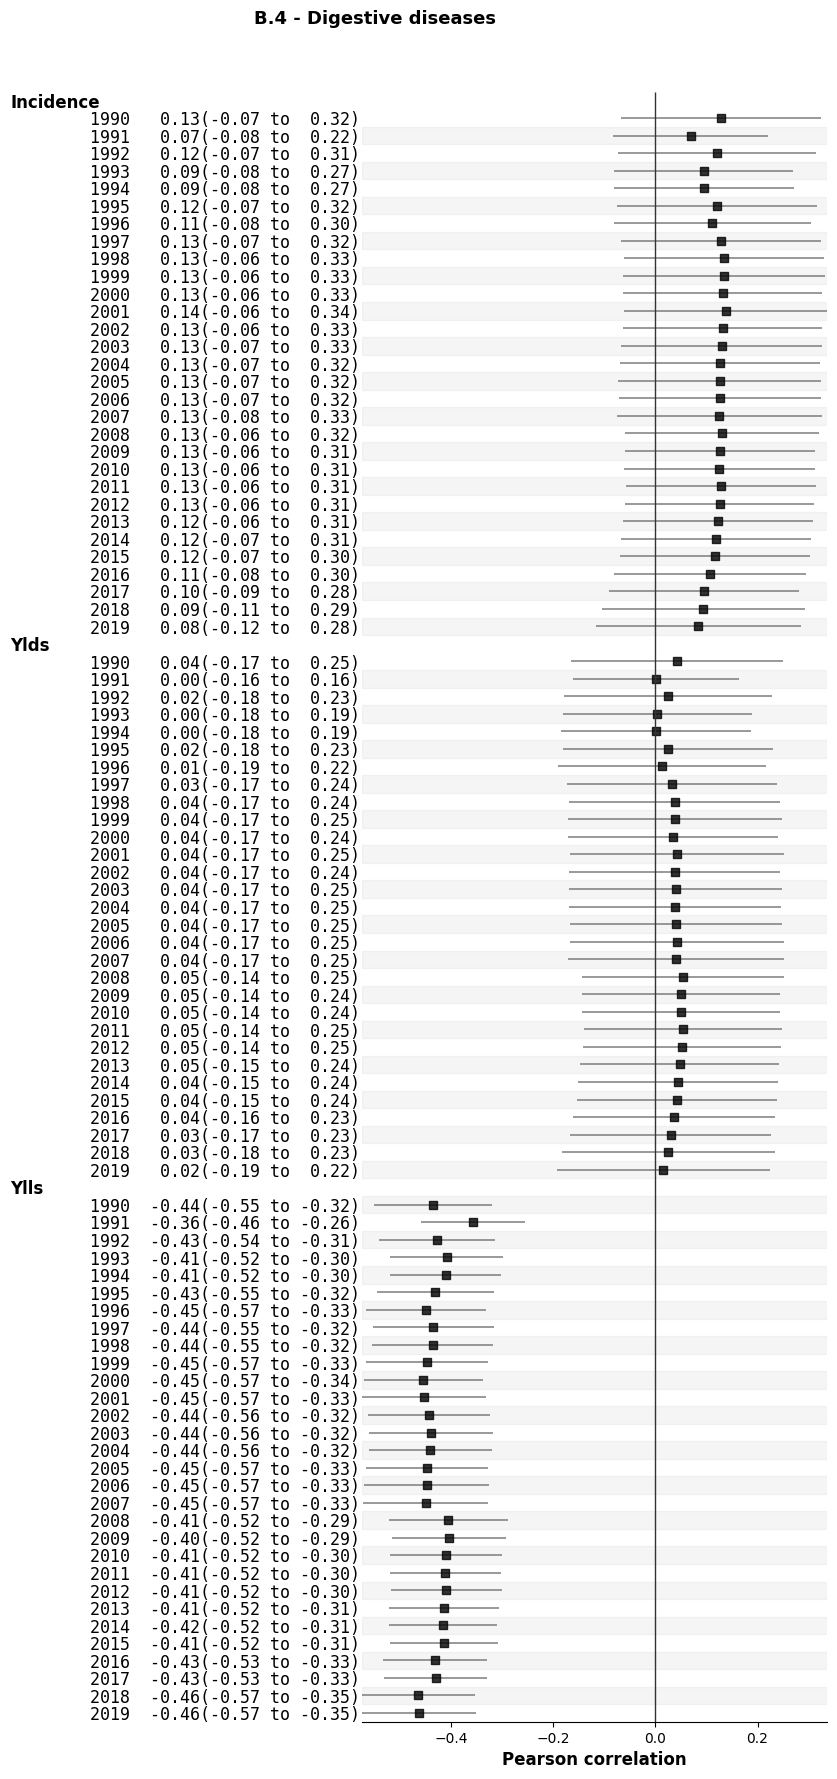 B.4 - Digestive diseases
Incidence
1990 0.13(-0.07 to 0.32)
1991 0.07(-0.08 to 0.22)
1992 0.12(-0.07 to 0.31)
1993 0.09(-0.08 to 0.27)
1994 0.09(-0.08 to 0.27)
1995 0.12(-0.07 to 0.32)
1996 0.11(-0.08 to 0.30)
1997 0.13(-0.07 to 0.32)
1998 0.13(-0.06 to 0.33)
1999 0.13(-0.06 to 0.33)
2000 0.13(-0.06 to 0.33)
2001 0.14(-0.06 to 0.34)
2002 0.13(-0.06 to 0.33)
2003 0.13(-0.07 to 0.33)
2004 0.13(-0.07 to 0.32)
2005 0.13(-0.07 to 0.32)
2006 0.13(-0.07 to 0.32)
2007 0.13(-0.08 to 0.33)
2008 0.13(-0.06 to 0.32)
2009 0.13(-0.06 to 0.31)
2010 0.13(-0.06 to 0.31)
2011 0.13(-0.06 to 0.31)
2012 0.13(-0.06 to 0.31)
2013 0.12(-0.06 to 0.31)
2014 0.12(-0.07 to 0.31)
2015 0.12(-0.07 to 0.30)
2016 0.11(-0.08 to 0.30)
2017 0.10(-0.09 to 0.28)
2018 0.09(-0.11 to 0.29)
2019 0.08(-0.12 to 0.28)
Ylds
1990 0.04(-0.17 to 0.25)
1991 0.00(-0.16 to 0.16)
1992 0.02(-0.18 to 0.23)
1993 0.00(-0.18 to 0.19)
1994 0.00(-0.18 to 0.19)
1995 0.02(-0.18 to 0.23)
1996 0.01(-0.19 to 0.22)
1997 0.03(-0.17 to 0.24)
1998 0.04(-0.17 to 0.24)
1999 0.04(-0.17 to 0.25)
2000 0.04(-0.17 to 0.24)
2001 0.04(-0.17 to 0.25)
2002 0.04(-0.17 to 0.24)
2003 0.04(-0.17 to 0.25)
2004 0.04(-0.17 to 0.25)
2005 0.04(-0.17 to 0.25)
2006 0.04(-0.17 to 0.25)
2007 0.04(-0.17 to 0.25)
2008 0.05(-0.14 to 0.25)
2009 0.05(-0.14 to 0.24)
2010 0.05(-0.14 to 0.24)
2011 0.05(-0.14 to 0.25)
2012 0.05(-0.14 to 0.25)
2013 0.05(-0.15 to 0.24)
2014 0.04(-0.15 to 0.24)
2015 0.04(-0.15 to 0.24)
2016 0.04(-0.16 to 0.23)
2017 0.03(-0.17 to 0.23)
2018 0.03(-0.18 to 0.23)
2019 0.02(-0.19 to 0.22)
Ylls
1990 -0.44(-0.55 to -0.32)
1991 -0.36(-0.46 to -0.26)
1992 -0.43(-0.54 to -0.31)
1993 -0.41(-0.52 to -0.30)
1994 -0.41(-0.52 to -0.30)
1995 -0.43(-0.55 to -0.32)
1996 -0.45(-0.57 to -0.33)
1997 -0.44(-0.55 to -0.32)
1998 -0.44(-0.55 to -0.32)
1999 -0.45(-0.57 to -0.33)
2000 -0.45(-0.57 to -0.34)
2001 -0.45(-0.57 to -0.33)
2002 -0.44(-0.56 to -0.32)
2003 -0.44(-0.56 to -0.32)
2004 -0.44(-0.56 to -0.32)
2005 -0.45(-0.57 to -0.33)
2006 -0.45(-0.57 to -0.33)
2007 -0.45(-0.57 to -0.33)
2008 -0.41(-0.52 to -0.29)
2009 -0.40(-0.52 to -0.29)
2010 -0.41(-0.52 to -0.30)
2011 -0.41(-0.52 to -0.30)
2012 -0.41(-0.52 to -0.30)
2013 -0.41(-0.52 to -0.31)
2014 -0.42(-0.52 to -0.31)
2015 -0.41(-0.52 to -0.31)
2016 -0.43(-0.53 to -0.33)
2017 -0.43(-0.53 to -0.33)
2018 -0.46(-0.57 to -0.35)
2019 -0.46(-0.57 to -0.35)
−0.4 −0.2 0.0 0.2
Pearson correlation